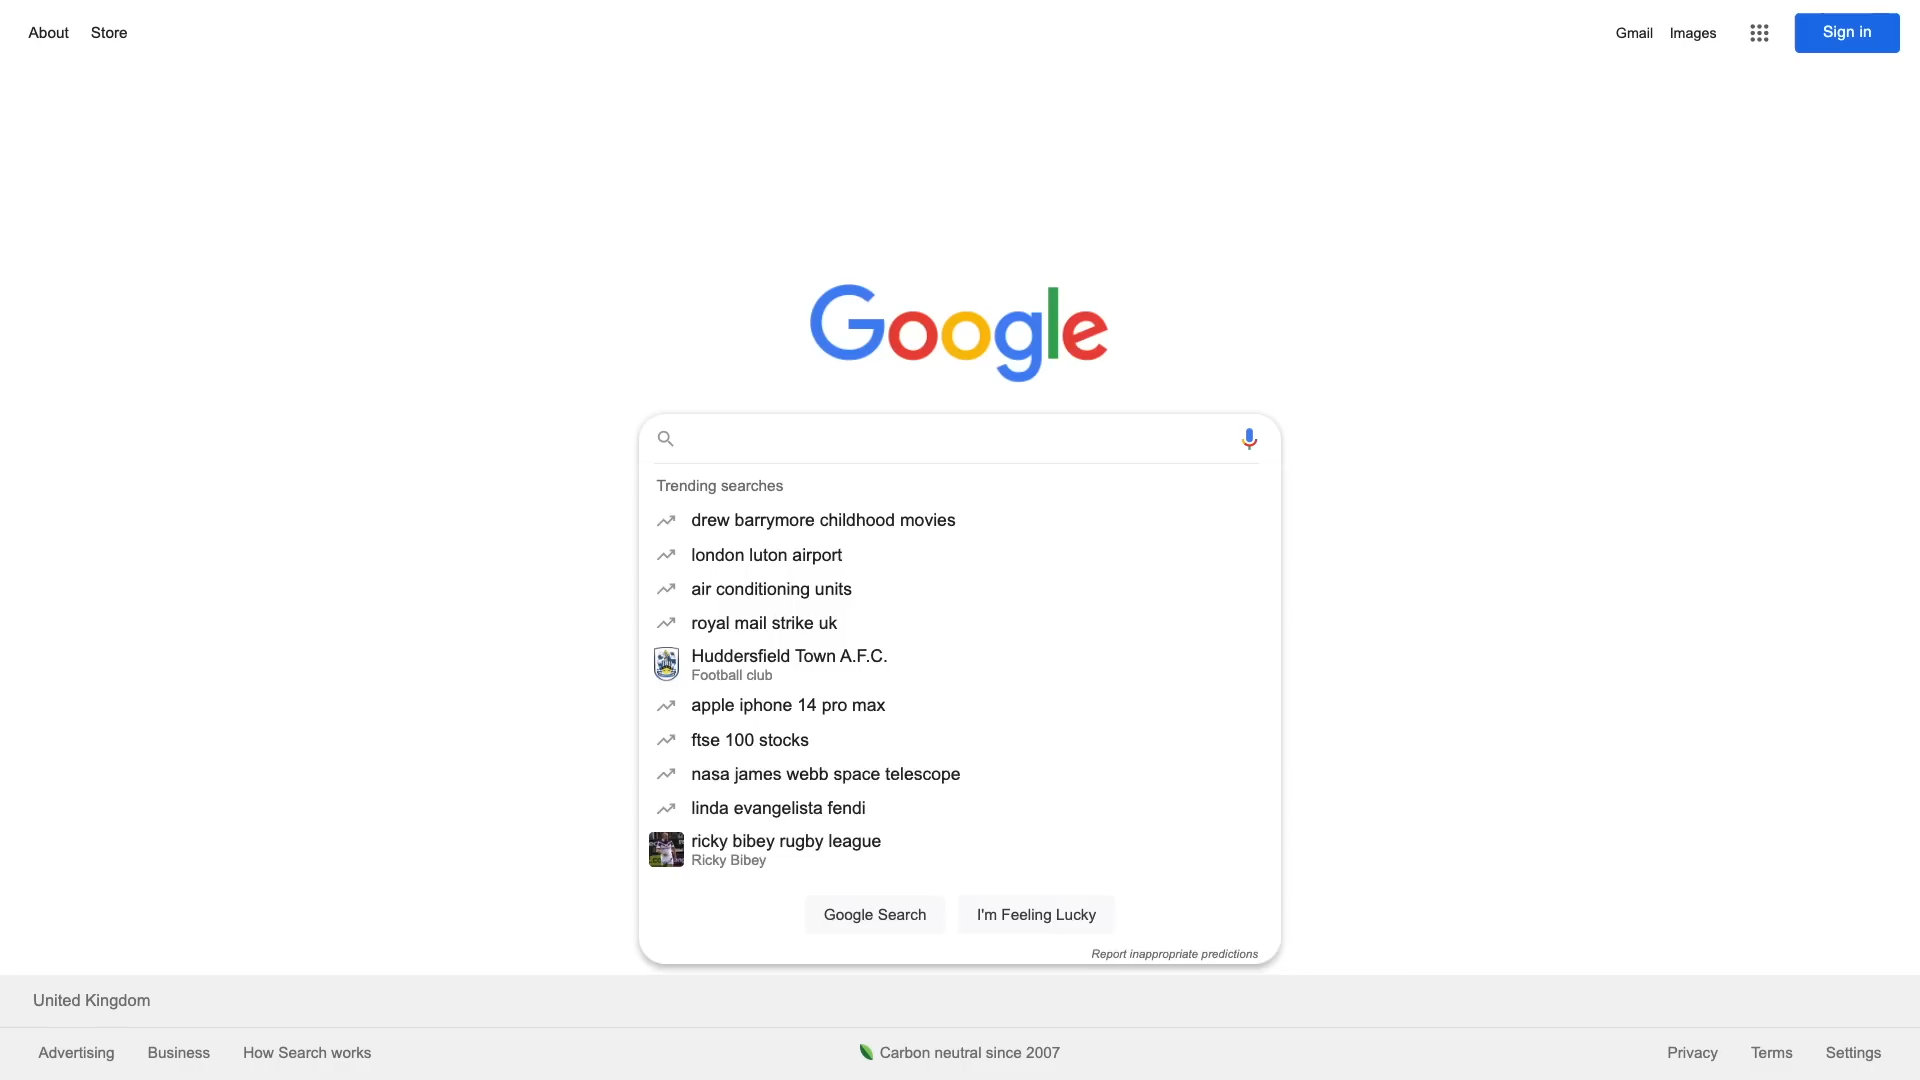 About Store Gmail Images Sign in
Google
Trending searches
drew barrymore childhood movies
london luton airport
air conditioning units
royal mail strike uk
Huddersfield Town A.F.C.
Football club
apple iphone 14 pro max
ftse 100 stocks
nasa james webb space telescope
linda evangelista fendi
ricky bibey rugby league
Ricky Bibey
Google Search I'm Feeling Lucky
Report inappropriate predictions
United Kingdom
Advertising Business How Search works Carbon neutral since 2007 Privacy Terms Settings